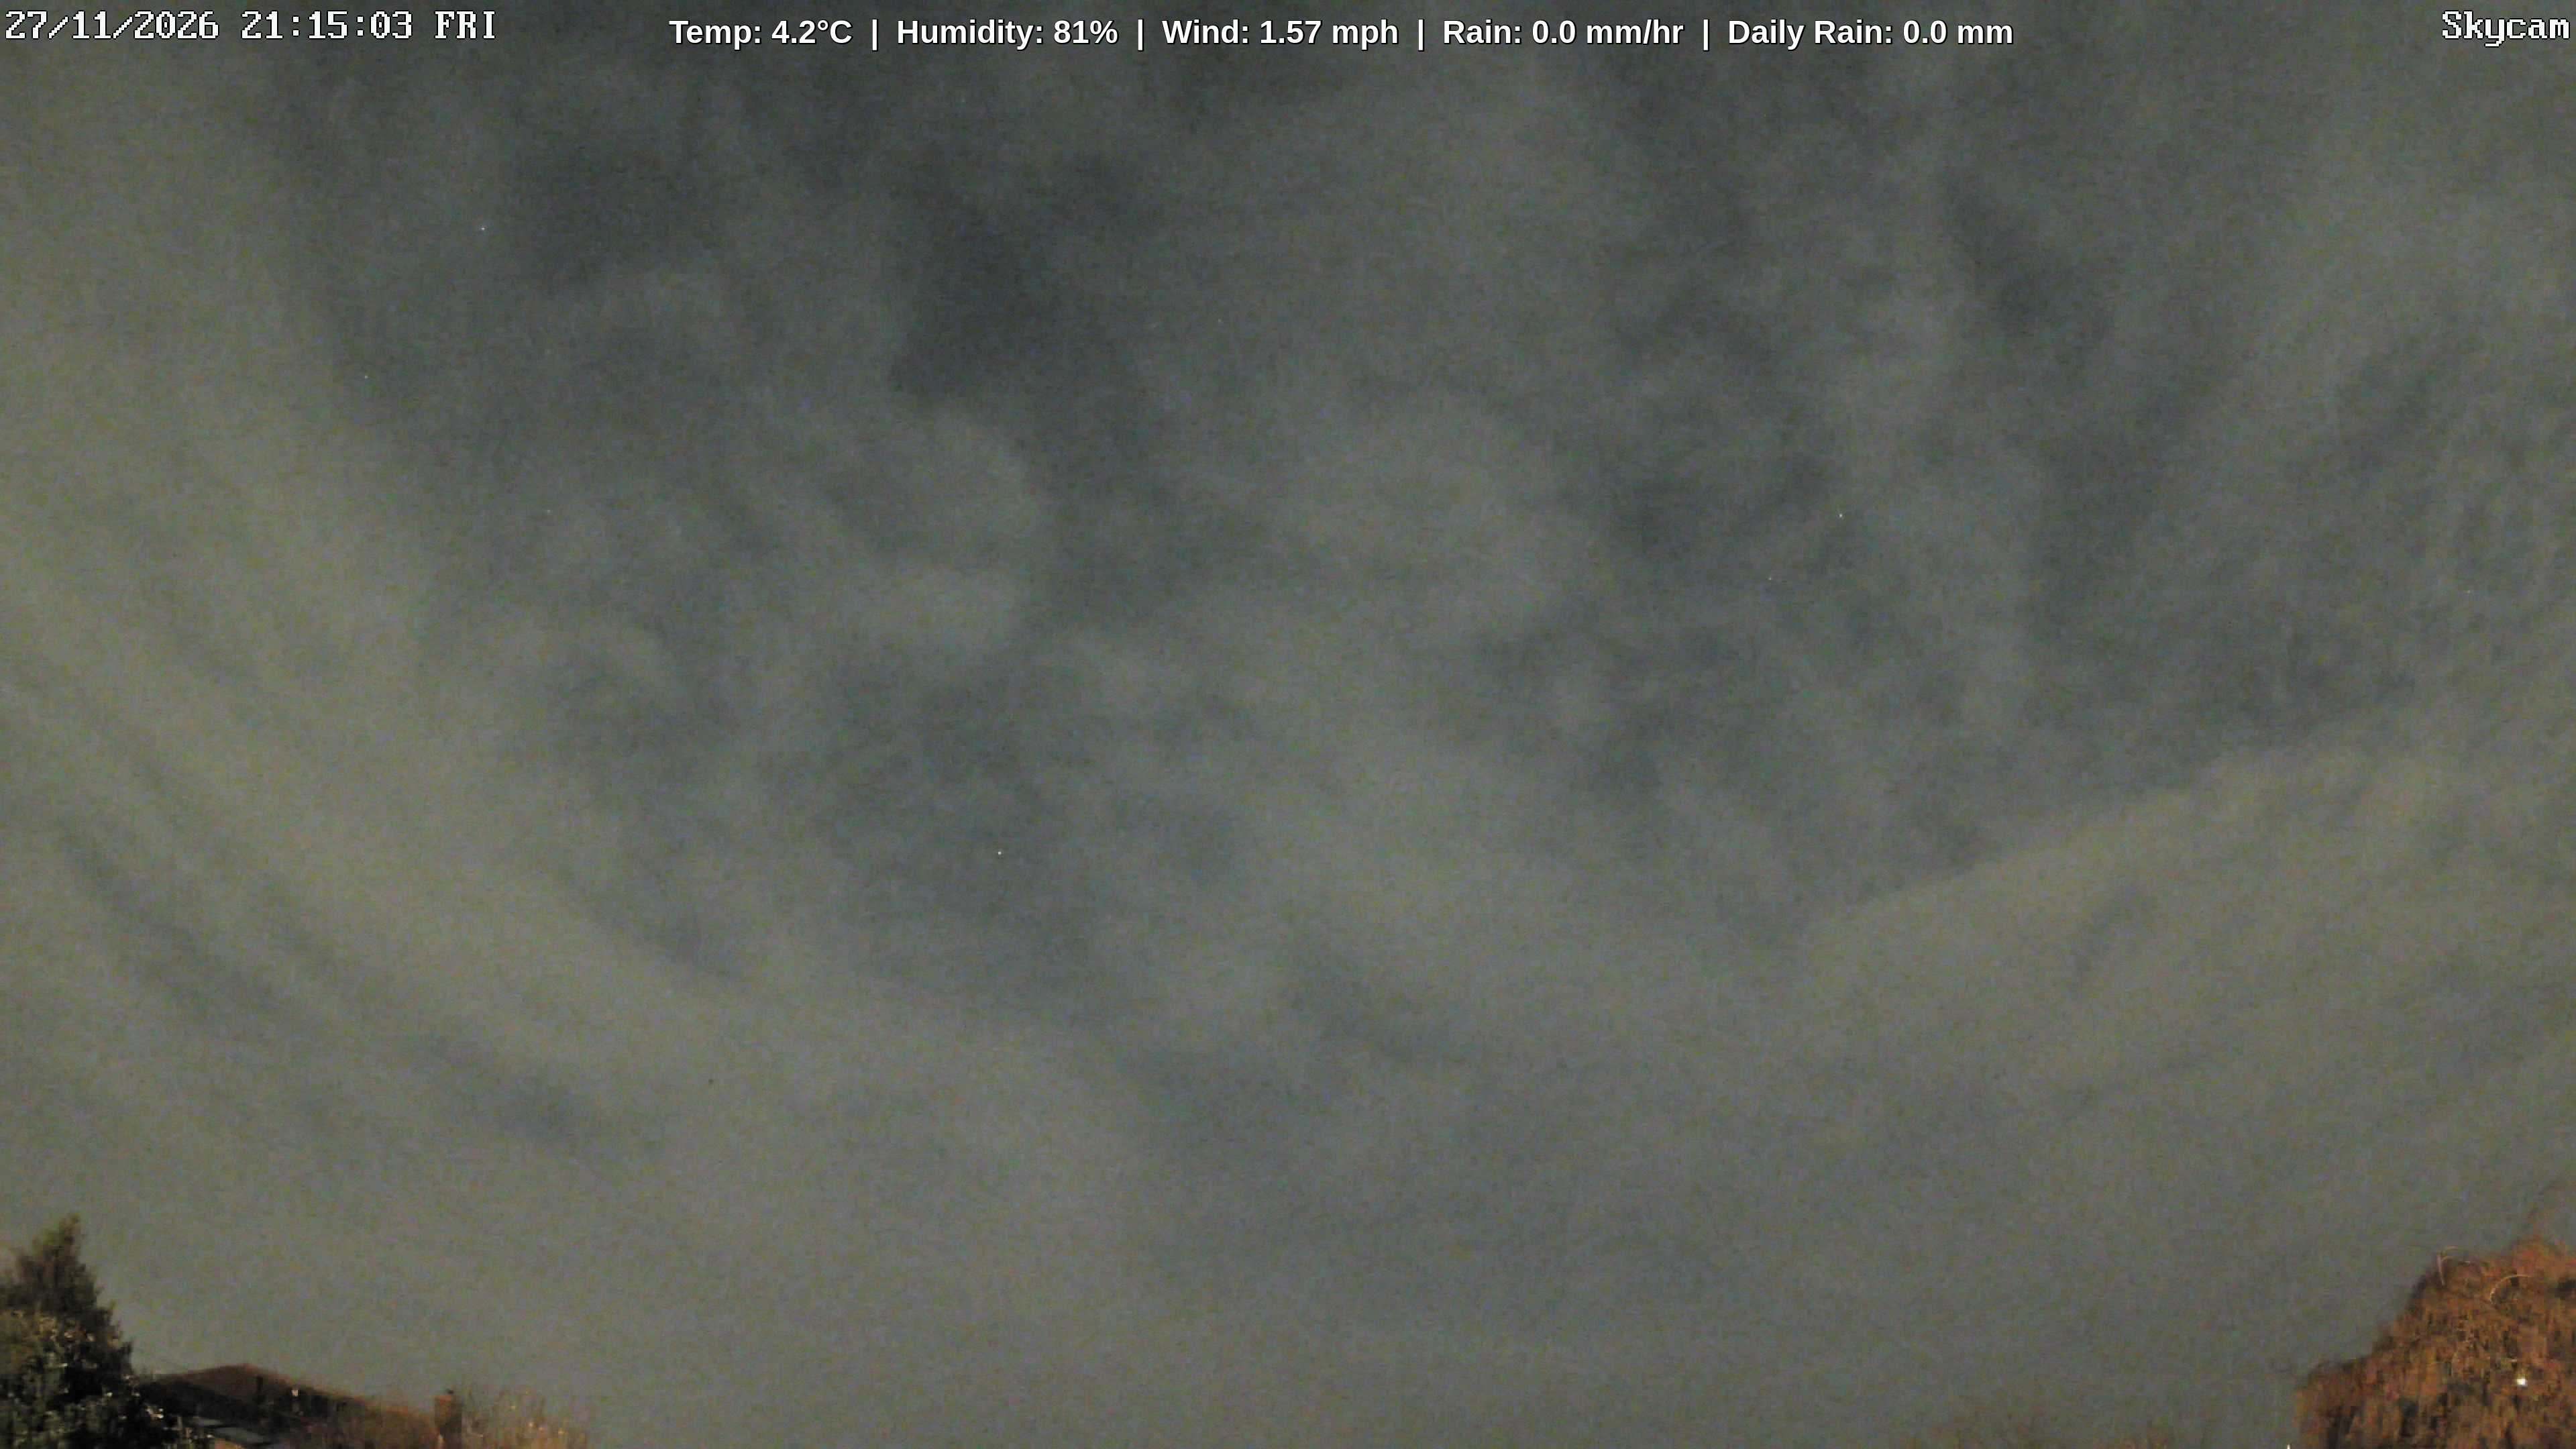 27/11/2026 21:15:03 FRI
Temp: 4.2°C | Humidity: 81% | Wind: 1.57 mph | Rain: 0.0 mm/hr | Daily Rain: 0.0 mm
Skycam